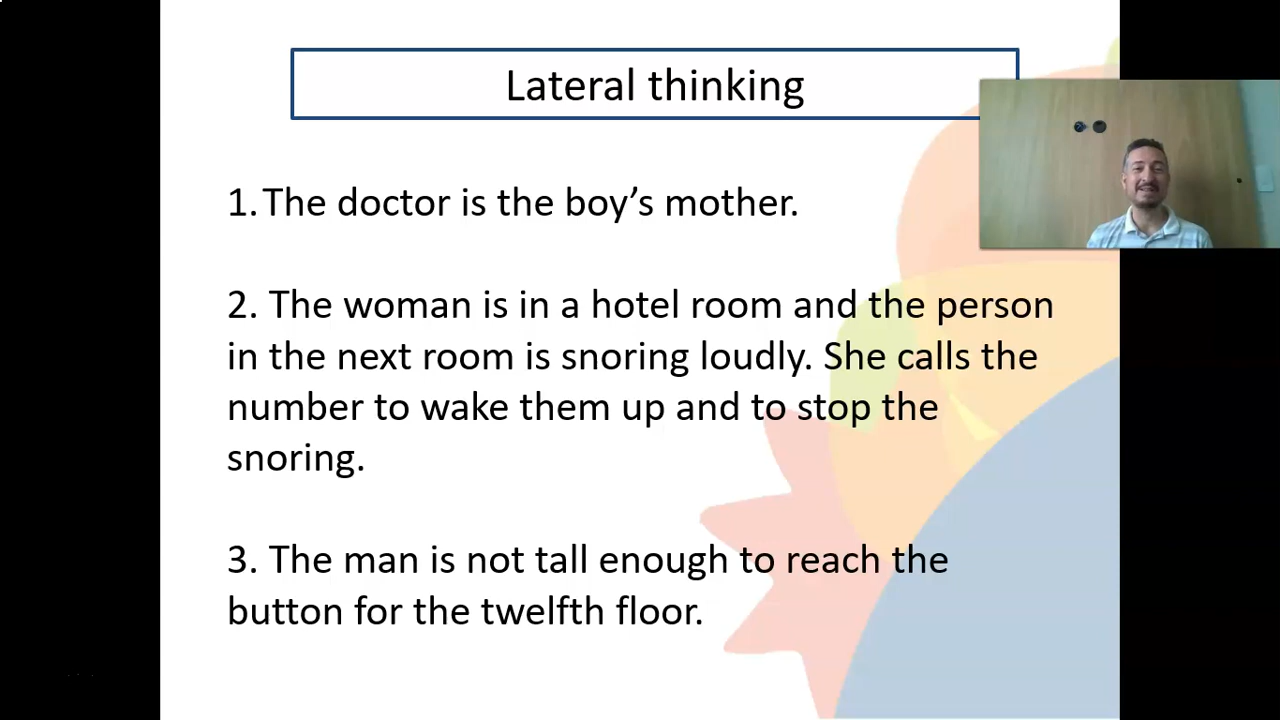 Lateral thinking
1. The doctor is the boy’s mother.
2. The woman is in a hotel room and the person
in the next room is snoring loudly. She calls the
number to wake them up and to stop the
snoring.
3. The man is not tall enough to reach the
button for the twelfth floor.